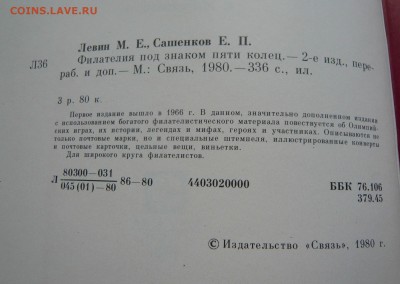 COINS.LAVE.RU
Левин М. Е., Сашенков Е. П.
Л36
Филателия под знаком пяти колец. — 2-е изд., пере-
раб. и доп. — М.: Связь, 1980. — 336 с., ил.
3 р. 80 к.
Первое издание вышло в 1966 г. В данном, значительно дополненном издании
с использованием богатого филателистического материала повествуется об Олимпий-
ских играх, их истории, легендах и мифах, героях и участниках. Описываются не
только почтовые марки, но и специальные штемпеля, иллюстрированные конверты
и почтовые карточки, цельные вещи, виньетки.
Для широкого круга филателистов.
Л 80300—031 / 045(01)—80 86—80 4403020000 ББК 76.106
379.45
© Издательство «Связь», 1980 г.